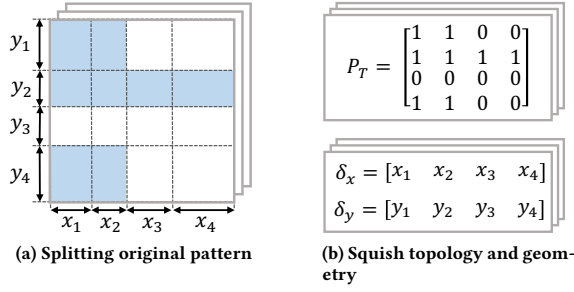 y₁
y₂
y₃
y₄
x₁ x₂ x₃ x₄
(a) Splitting original pattern
P_T = [1 1 0 0
1 1 1 1
0 0 0 0
1 1 0 0]
δₓ = [x₁ x₂ x₃ x₄]
δ_y = [y₁ y₂ y₃ y₄]
(b) Squish topology and geom-
etry